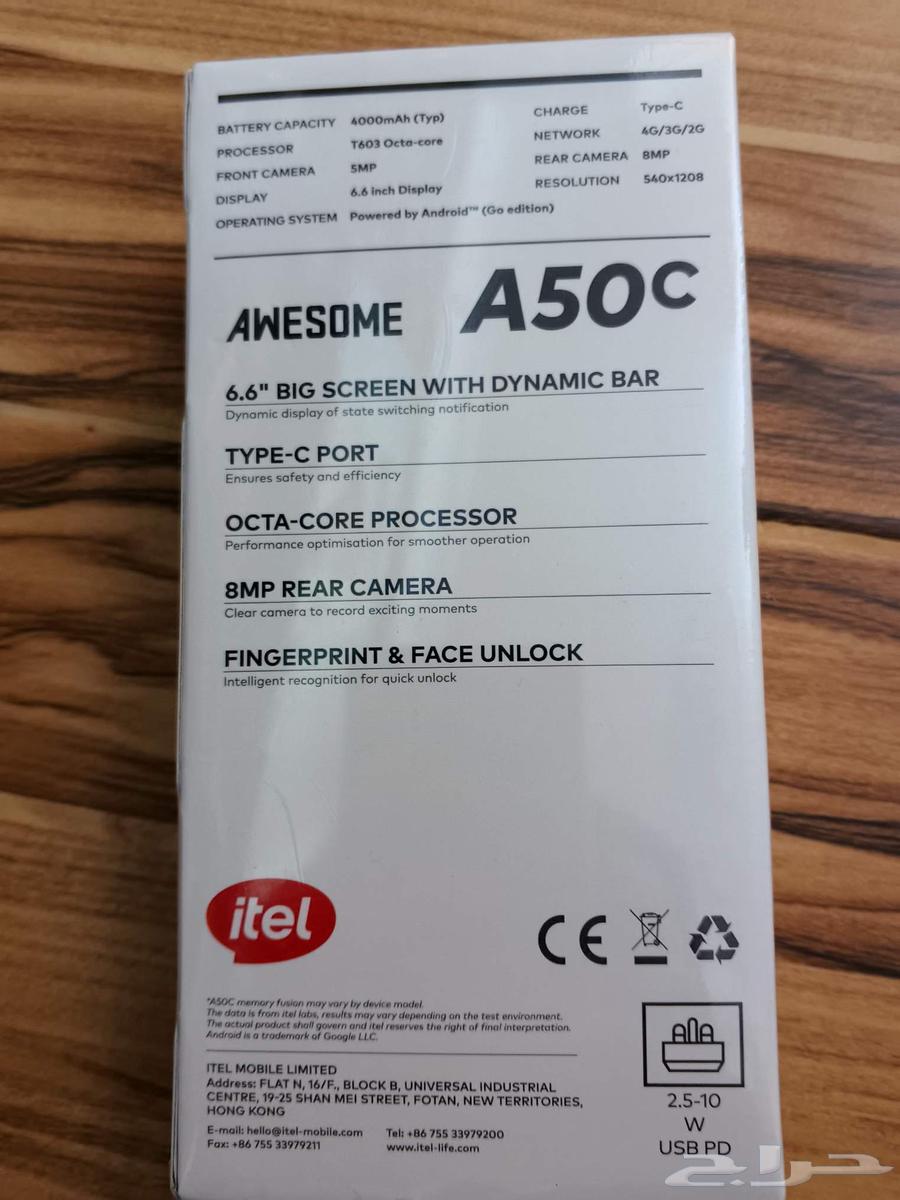 BATTERY CAPACITY 4000mAh (Typ) CHARGE Type-C
PROCESSOR T603 Octa-core NETWORK 4G/3G/2G
FRONT CAMERA 5MP REAR CAMERA 8MP
DISPLAY 6.6 inch Display RESOLUTION 540x1208
OPERATING SYSTEM Powered by Android™ (Go edition)
AWESOME A50C
6.6" BIG SCREEN WITH DYNAMIC BAR
Dynamic display of state switching notification
TYPE-C PORT
Ensures safety and efficiency
OCTA-CORE PROCESSOR
Performance optimisation for smoother operation
8MP REAR CAMERA
Clear camera to record exciting moments
FINGERPRINT & FACE UNLOCK
Intelligent recognition for quick unlock
itel
CE
*A50C memory fusion may vary by device model.
The data is from itel labs, results may vary depending on the test environment.
The actual product shall govern and itel reserves the right of final interpretation.
Android is a trademark of Google LLC.
ITEL MOBILE LIMITED
Address: FLAT N, 16/F., BLOCK B, UNIVERSAL INDUSTRIAL
CENTRE, 19-25 SHAN MEI STREET, FOTAN, NEW TERRITORIES,
HONG KONG
E-mail: hello@itel-mobile.com Tel: +86 755 33979200
Fax: +86 755 33979211 www.itel-life.com
2.5-10
W
USB PD
حراج